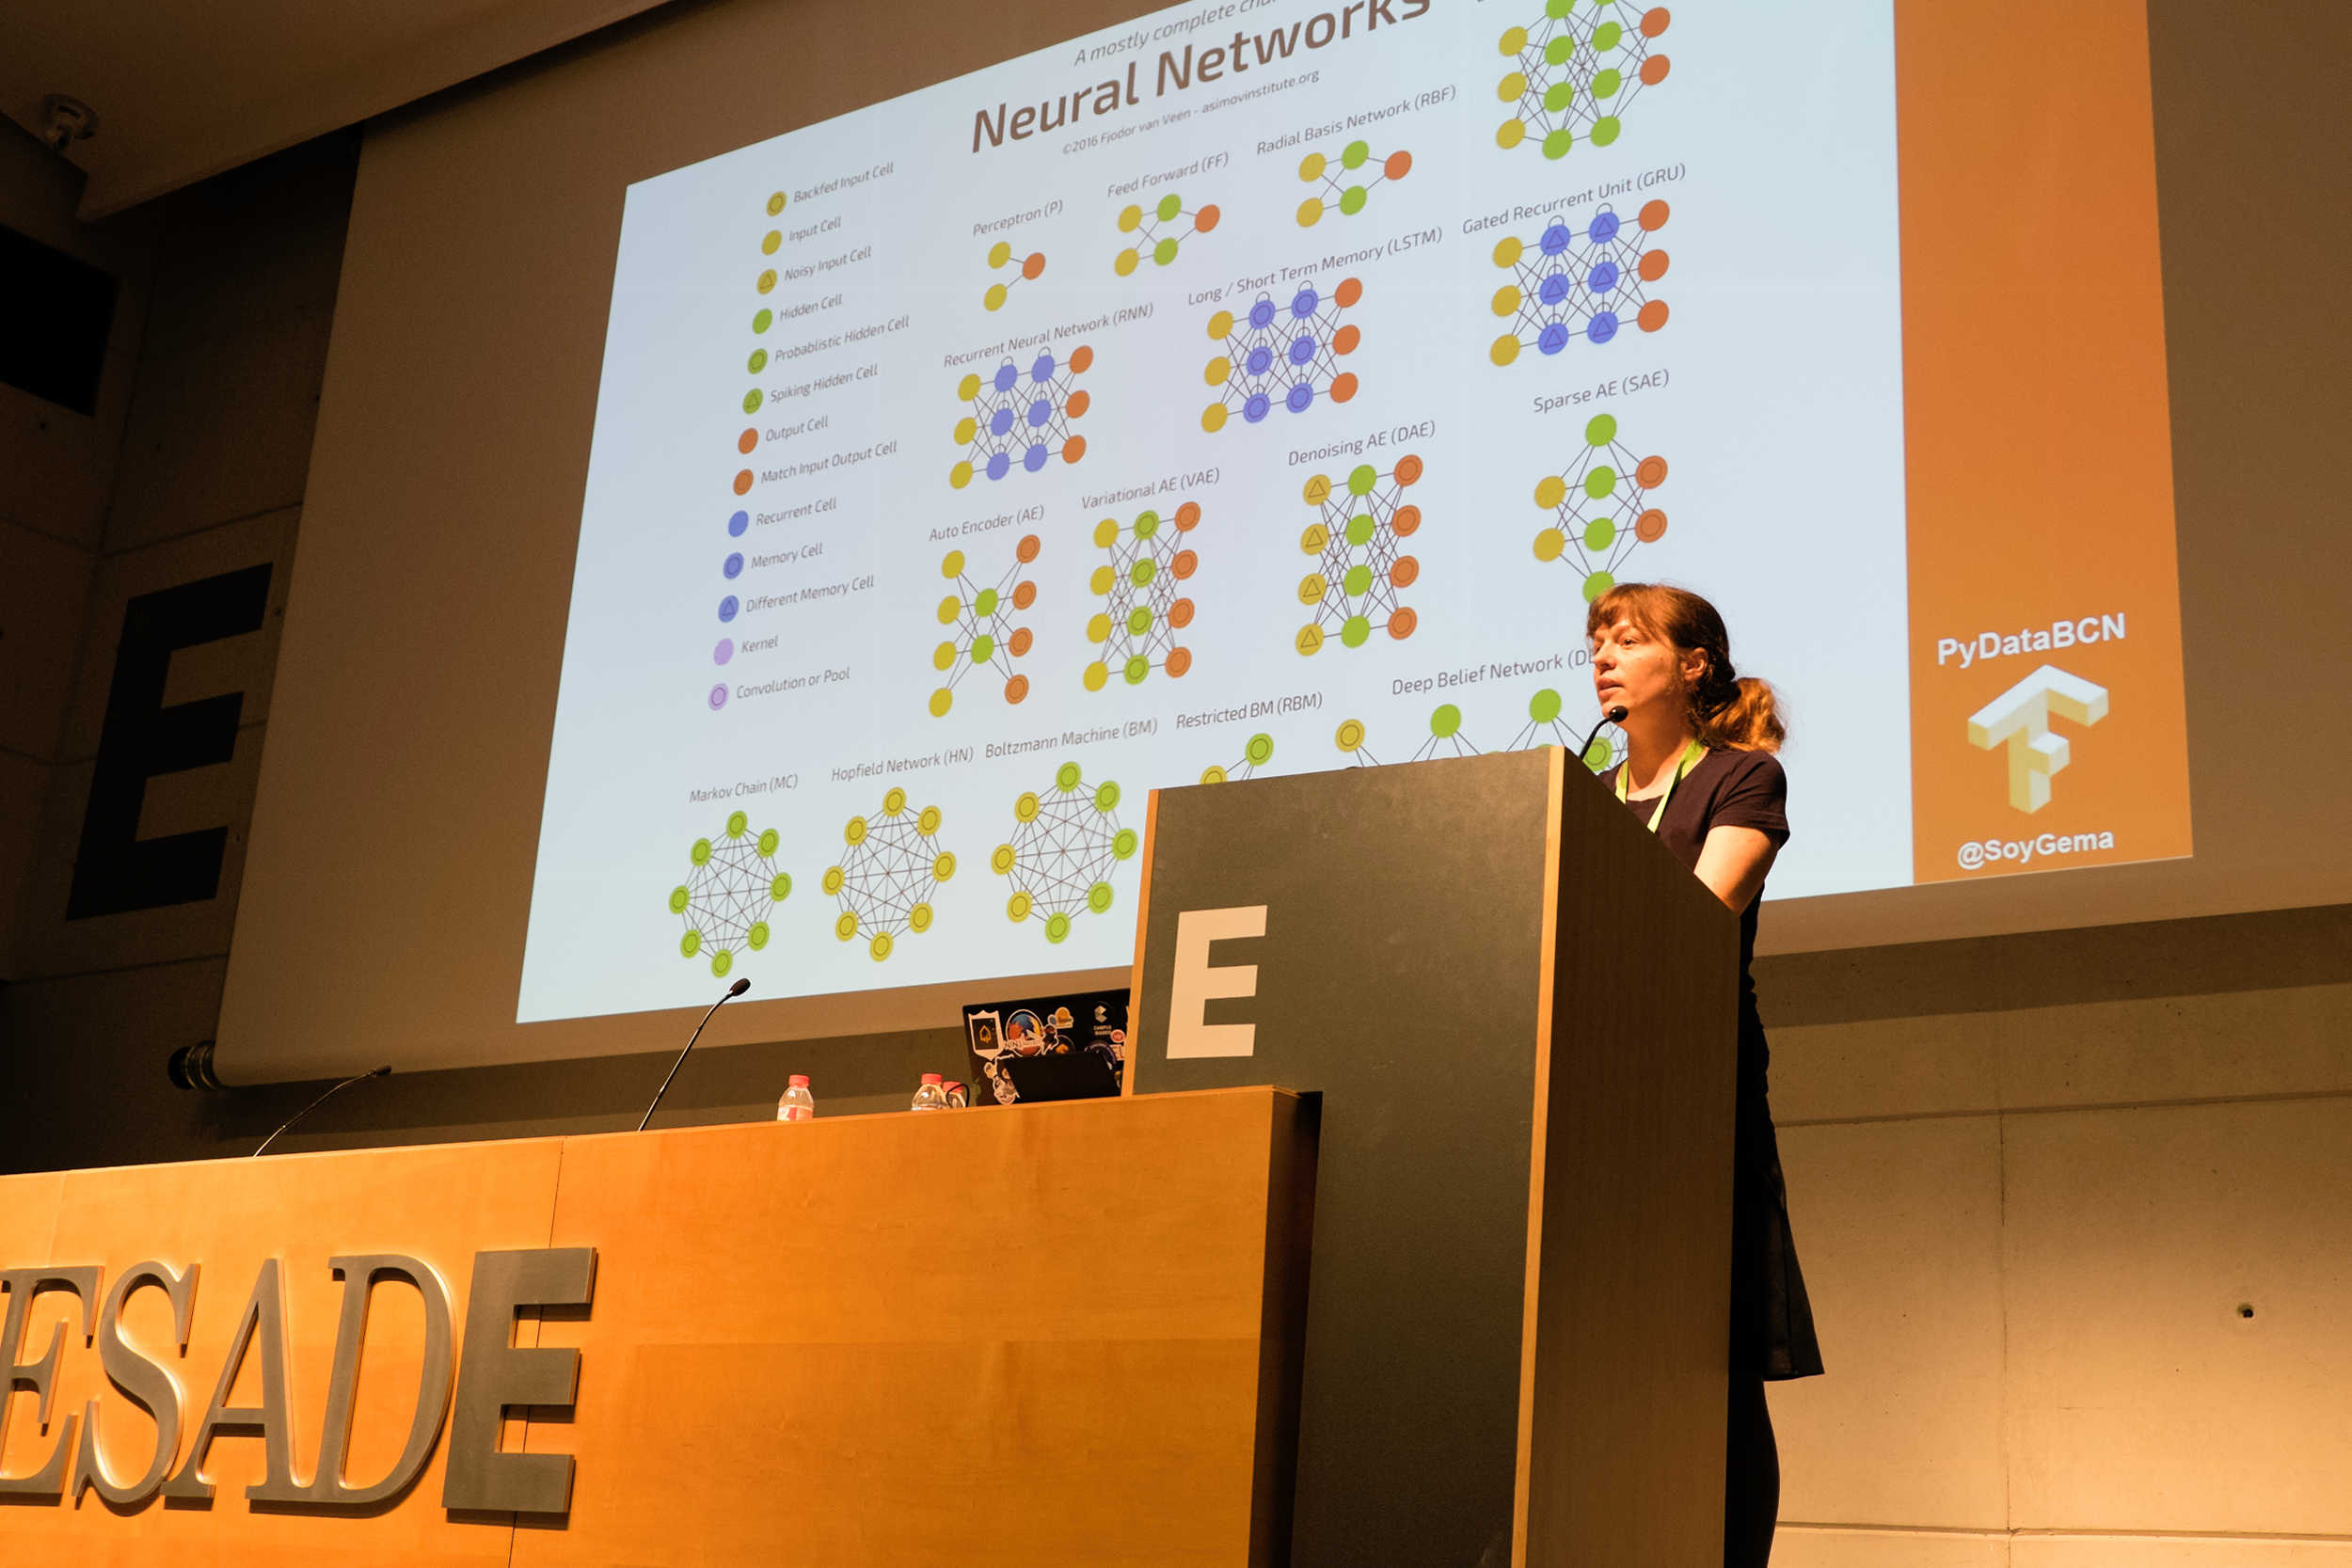 A mostly complete
Neural Networks
©2016 Fjodor van Veen - asimovinstitute.org
Backfed Input Cell
Input Cell
Noisy Input Cell
Hidden Cell
Probablistic Hidden Cell
Spiking Hidden Cell
Output Cell
Match Input Output Cell
Recurrent Cell
Memory Cell
Different Memory Cell
Kernel
Convolution or Pool
Perceptron (P)
Feed Forward (FF)
Radial Basis Network (RBF)
Recurrent Neural Network (RNN)
Long / Short Term Memory (LSTM)
Gated Recurrent Unit (GRU)
Auto Encoder (AE)
Variational AE (VAE)
Denoising AE (DAE)
Sparse AE (SAE)
Markov Chain (MC)
Hopfield Network (HN)
Boltzmann Machine (BM)
Restricted BM (RBM)
Deep Belief Network
PyDataBCN
@SoyGema
E
E
ESADE